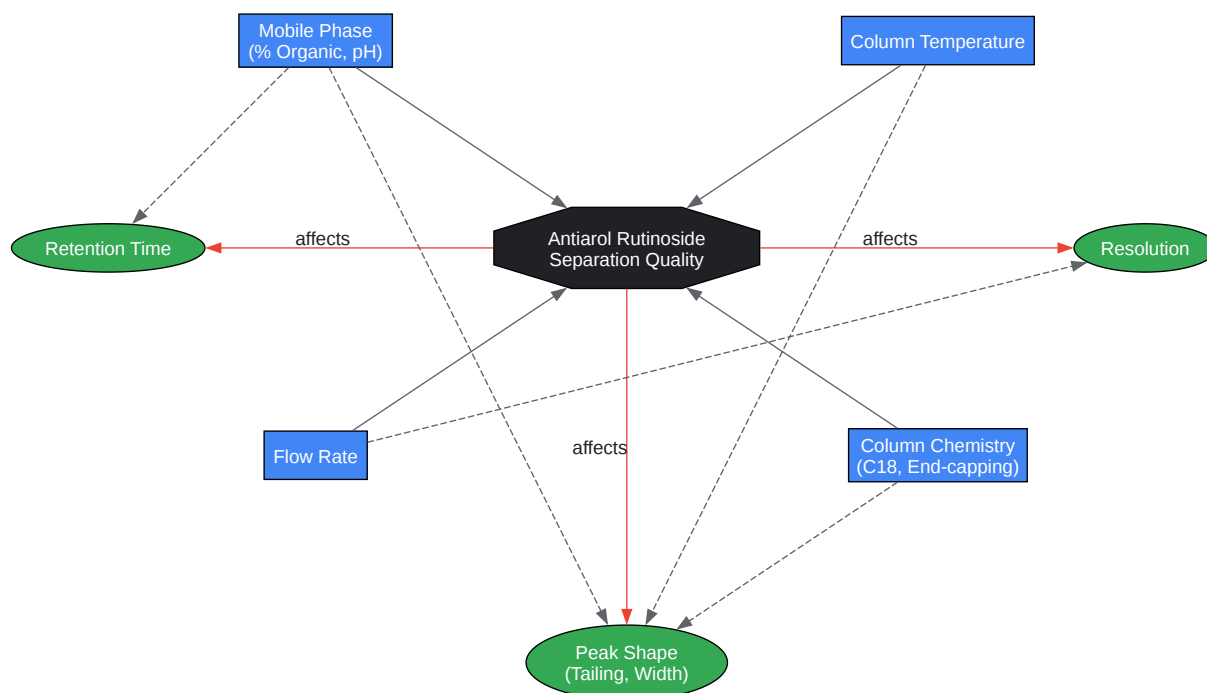 Mobile Phase
(% Organic, pH)
Column Temperature
Retention Time
affects
Antiarol Rutinoside
Separation Quality
affects
Resolution
Flow Rate
affects
Column Chemistry
(C18, End-capping)
Peak Shape
(Tailing, Width)